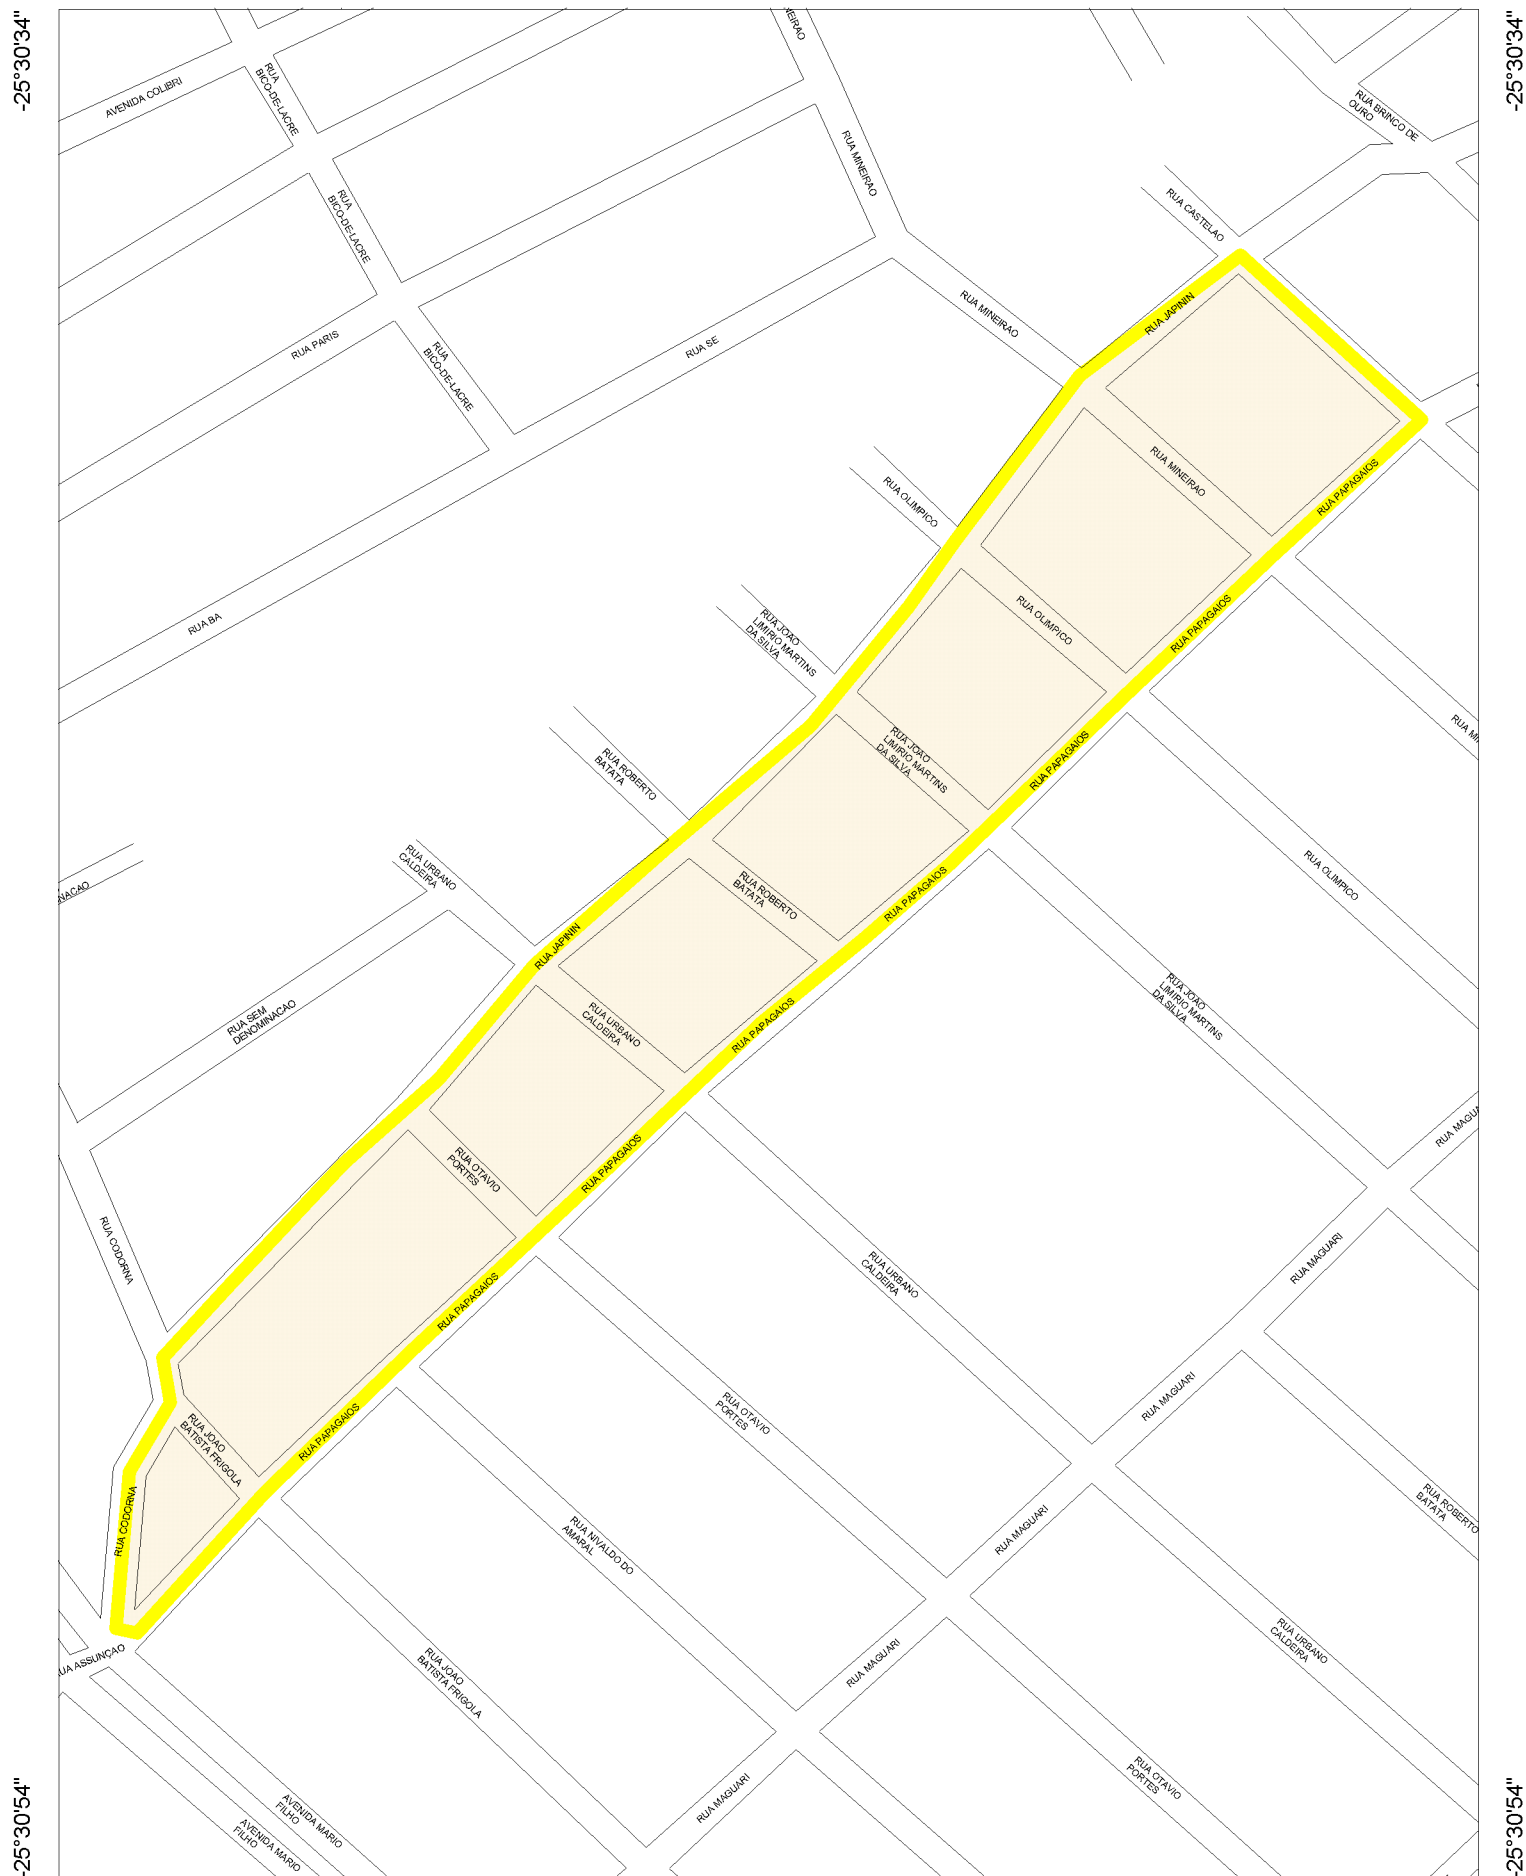 -25°30'34"
-25°30'34"
AVENIDA COLIBRI
RUA
BICO-DE-LACRE
RUA MINEIRAO
RUA BRINCO DE
OURO
RUA
BICO-DE-LACRE
RUA CASTELAO
RUA PARIS
RUA
BICO-DE-LACRE
RUA SE
RUA MINEIRAO
RUA JAPININ
RUA MINEIRAO
RUA PAPAGAIOS
RUA OLIMPICO
RUA BA
RUA JOAO
LIMIRIO MARTINS
DA SILVA
RUA OLIMPICO
RUA PAPAGAIOS
RUA ROBERTO
BATATA
RUA JOAO
LIMIRIO MARTINS
DA SILVA
RUA PAPAGAIOS
RUA MI
RUA URBANO
CALDEIRA
NACAO
RUA ROBERTO
BATATA
RUA PAPAGAIOS
RUA OLIMPICO
RUA JAPININ
RUA SEM
DENOMINACAO
RUA URBANO
CALDEIRA
RUA PAPAGAIOS
RUA JOAO
LIMIRIO MARTINS
DA SILVA
RUA OTAVIO
PORTES
RUA PAPAGAIOS
RUA MAGUA
RUA CODORNA
RUA PAPAGAIOS
RUA URBANO
CALDEIRA
RUA MAGUARI
RUA JOAO
BATISTA FRIGOLA
RUA PAPAGAIOS
RUA OTAVIO
PORTES
RUA MAGUARI
RUA CODORNA
RUA NIVALDO DO
AMARAL
RUA MAGUARI
RUA ROBERTO
BATATA
UA ASSUNÇAO
RUA JOAO
BATISTA FRIGOLA
RUA MAGUARI
RUA URBANO
CALDEIRA
AVENIDA MARIO
FILHO
AVENIDA MARIO
FILHO
RUA MAGUARI
RUA OTAVIO
PORTES
-25°30'54"
-25°30'54"